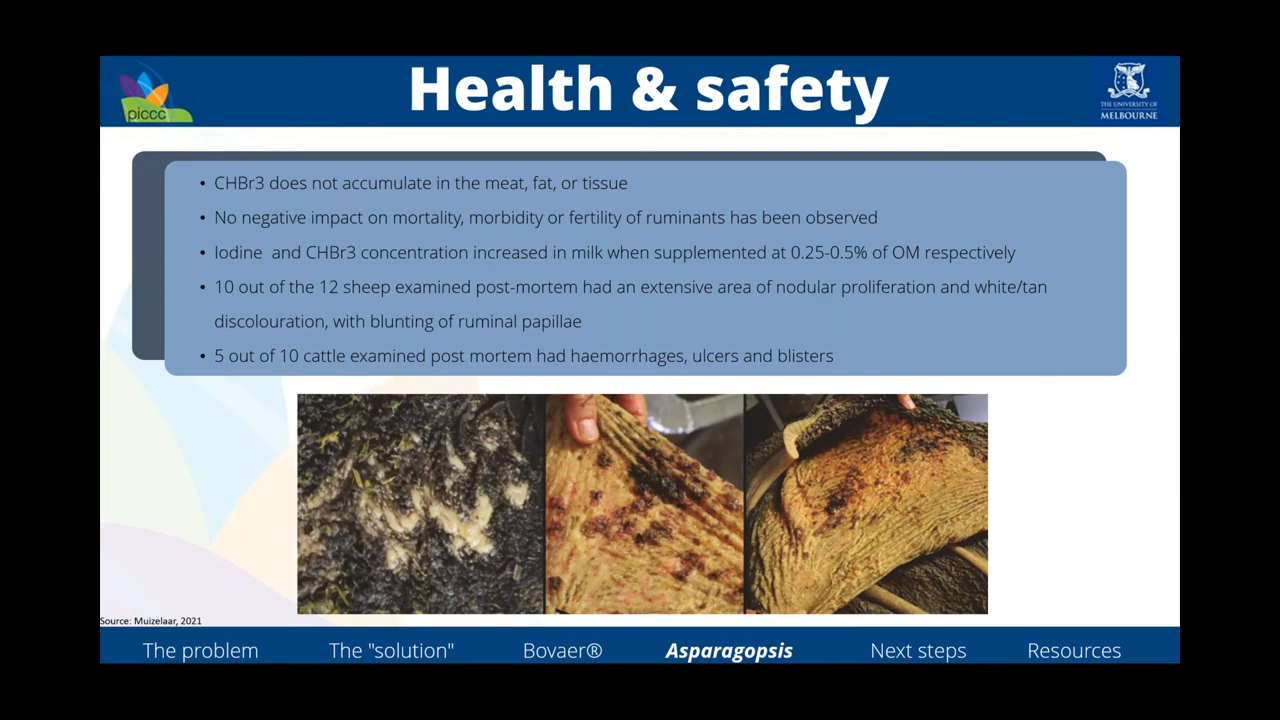 Health & safety
piccc
THE UNIVERSITY OF
MELBOURNE
• CHBr3 does not accumulate in the meat, fat, or tissue
• No negative impact on mortality, morbidity or fertility of ruminants has been observed
• Iodine  and CHBr3 concentration increased in milk when supplemented at 0.25-0.5% of OM respectively
• 10 out of the 12 sheep examined post-mortem had an extensive area of nodular proliferation and white/tan
discolouration, with blunting of ruminal papillae
• 5 out of 10 cattle examined post mortem had haemorrhages, ulcers and blisters
Source: Muizelaar, 2021
The problem
The "solution"
Bovaer®
Asparagopsis
Next steps
Resources